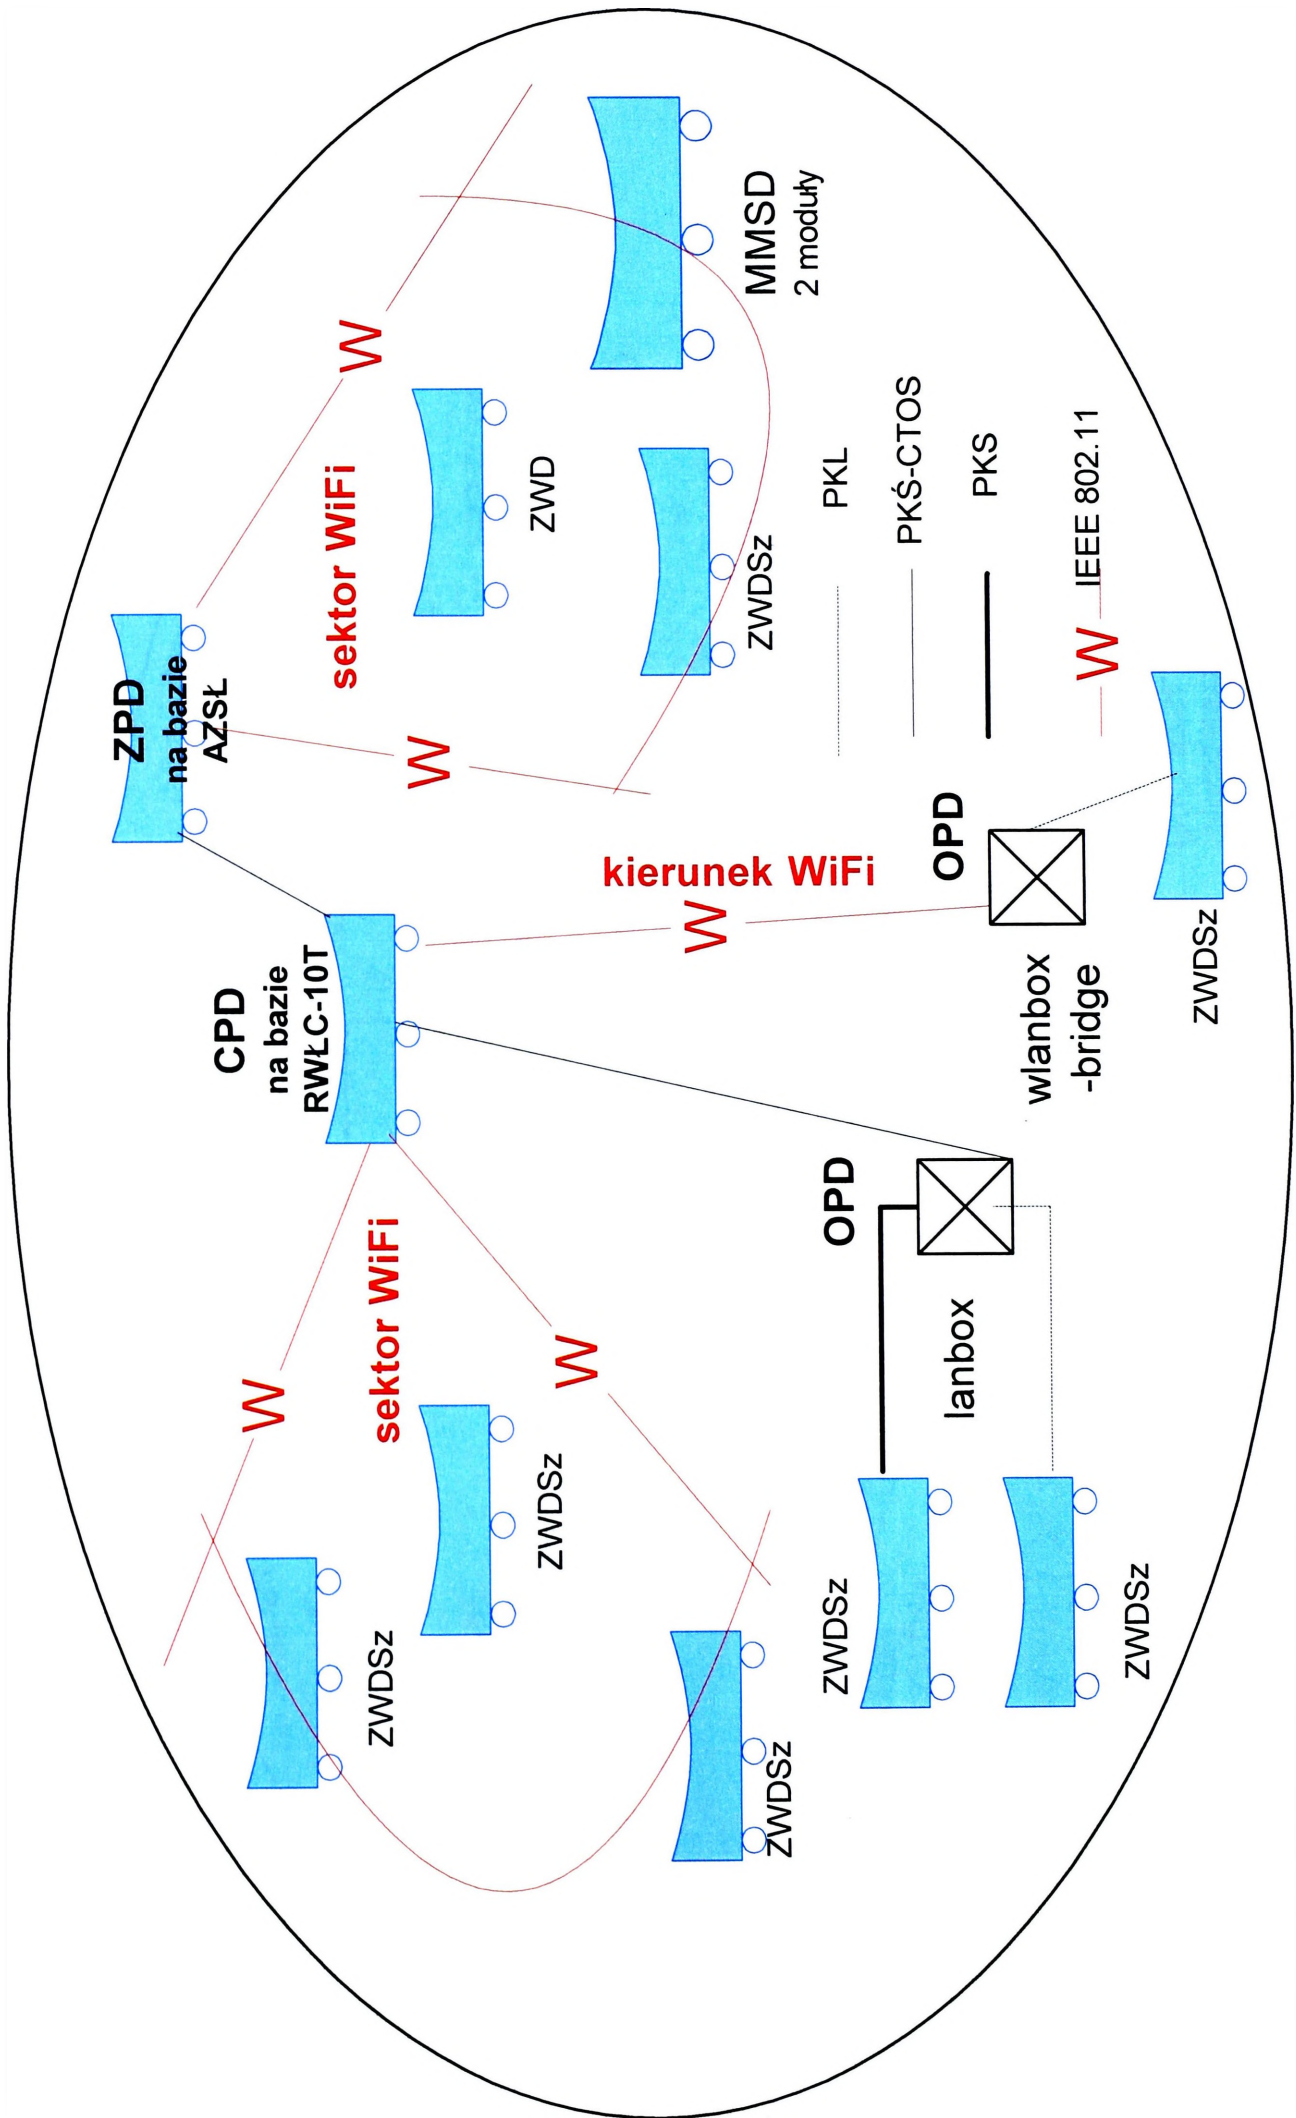 ZPD
na bazie
AZSŁ
CPD
na bazie
RWŁC-10T
W
sektor WiFi
W
sektor WiFi
ZWDSz
W
ZWD
ZWDSz
W
kierunek WiFi
W
ZWDSz
MMSD
2 moduły
ZWDSz
ZWDSz
OPD
PKL
PKŚ-CTOS
OPD
lanbox
PKS
wlanbox
-bridge
W IEEE 802.11
ZWDSz
ZWDSz